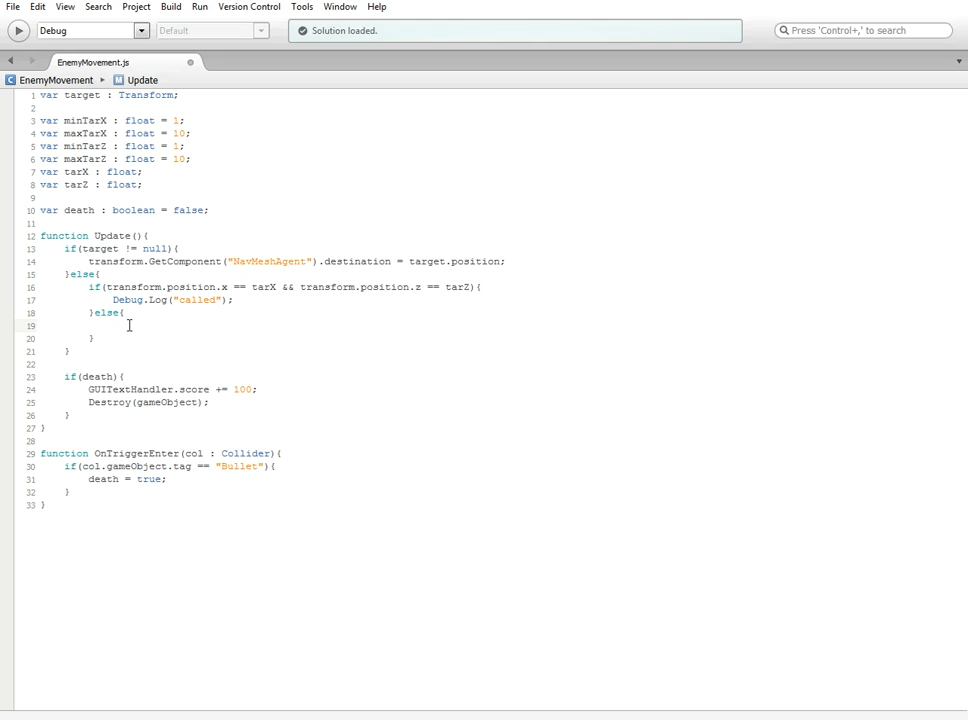 File Edit View Search Project Build Run Version Control Tools Window Help
Debug Default Solution loaded. Press 'Control+,' to search
EnemyMovement.js
C EnemyMovement M Update
1 var target : Transform;
2
3 var minTarX : float = 1;
4 var maxTarX : float = 10;
5 var minTarZ : float = 1;
6 var maxTarZ : float = 10;
7 var tarX : float;
8 var tarZ : float;
9
10 var death : boolean = false;
11
12 function Update(){
13 if(target != null){
14 transform.GetComponent("NavMeshAgent").destination = target.position;
15 }else{
16 if(transform.position.x == tarX && transform.position.z == tarZ){
17 Debug.Log("called");
18 }else{
19
20 }
21 }
22
23 if(death){
24 GUITextHandler.score += 100;
25 Destroy(gameObject);
26 }
27 }
28
29 function OnTriggerEnter(col : Collider){
30 if(col.gameObject.tag == "Bullet"){
31 death = true;
32 }
33 }